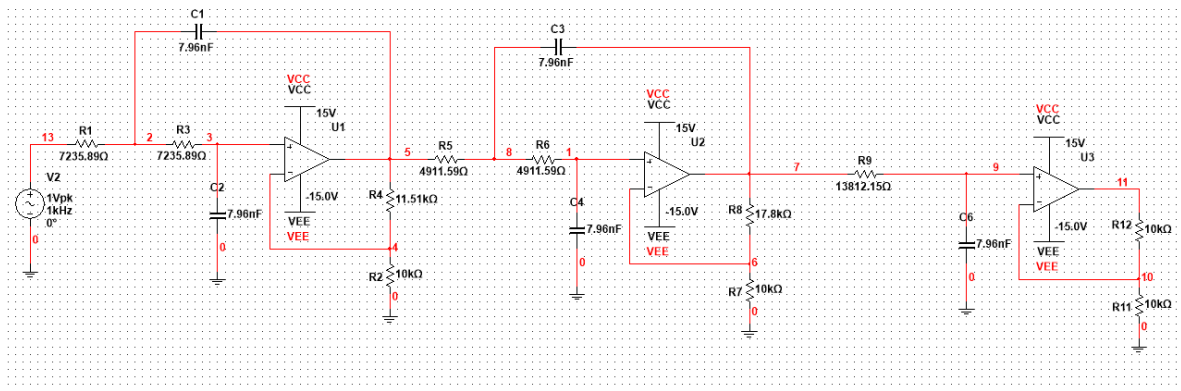 C1
7.96nF
VCC
VCC
15V
U1
13
R1
7235.89Ω
2
R3
7235.89Ω
3
V2
1Vpk
1kHz
0°
0
C2
7.96nF
0
-15.0V
VEE
VEE
R4
11.51kΩ
4
R2
10kΩ
0
C3
7.96nF
VCC
VCC
15V
U2
5
R5
4911.59Ω
8
R6
4911.59Ω
1
C4
7.96nF
0
-15.0V
VEE
VEE
R8
17.8kΩ
6
R7
10kΩ
0
7
R9
13812.15Ω
9
VCC
VCC
15V
U3
11
C6
7.96nF
0
-15.0V
VEE
VEE
R12
10kΩ
10
R11
10kΩ
0